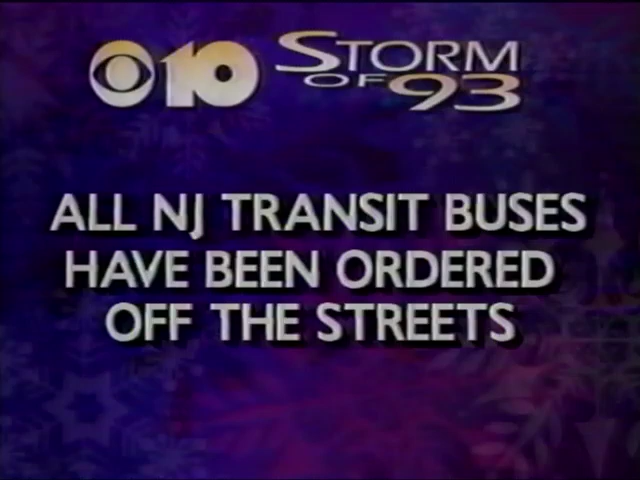 10 STORM
OF 93
ALL NJ TRANSIT BUSES
HAVE BEEN ORDERED
OFF THE STREETS